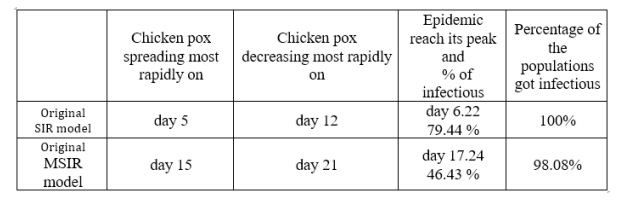 Chicken pox
spreading most
rapidly on
Chicken pox
decreasing most rapidly
on
Epidemic
reach its peak
and
% of
infectious
Percentage of
the
populations
got infectious
Original
SIR model
day 5
day 12
day 6.22
79.44 %
100%
Original
MSIR
model
day 15
day 21
day 17.24
46.43 %
98.08%